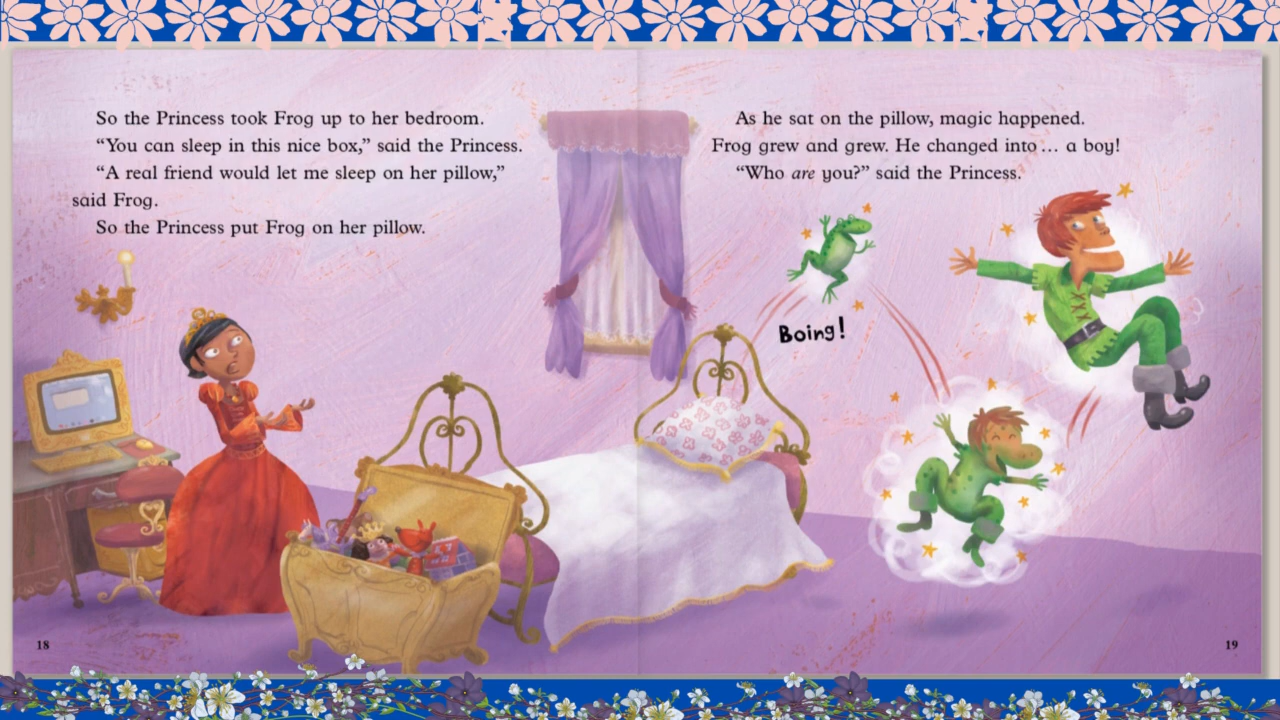 So the Princess took Frog up to her bedroom.
“You can sleep in this nice box,” said the Princess.
“A real friend would let me sleep on her pillow,”
said Frog.
So the Princess put Frog on her pillow.
As he sat on the pillow, magic happened.
Frog grew and grew. He changed into ... a boy!
“Who are you?” said the Princess.
Boing!
18
19